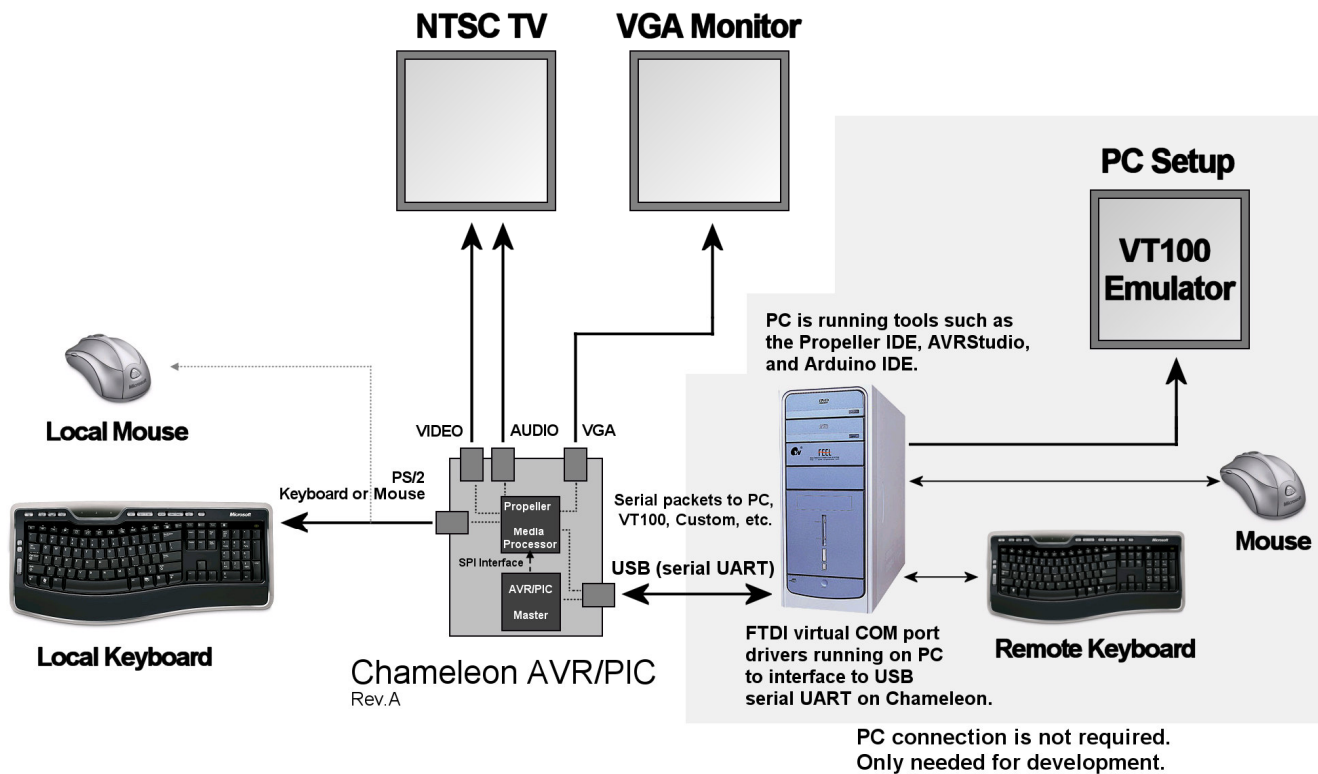 NTSC TV
VGA Monitor
PC Setup
VT100
Emulator
PC is running tools such as
the Propeller IDE, AVRStudio,
and Arduino IDE.
Local Mouse
VIDEO
AUDIO
VGA
PS/2
Keyboard or Mouse
Propeller
Media
Processor
SPI Interface
AVR/PIC
Master
Serial packets to PC,
VT100, Custom, etc.
USB (serial UART)
Microsoft
Local Keyboard
Chameleon AVR/PIC
Rev.A
FEEL
Mouse
Remote Keyboard
FTDI virtual COM port
drivers running on PC
to interface to USB
serial UART on Chameleon.
PC connection is not required.
Only needed for development.